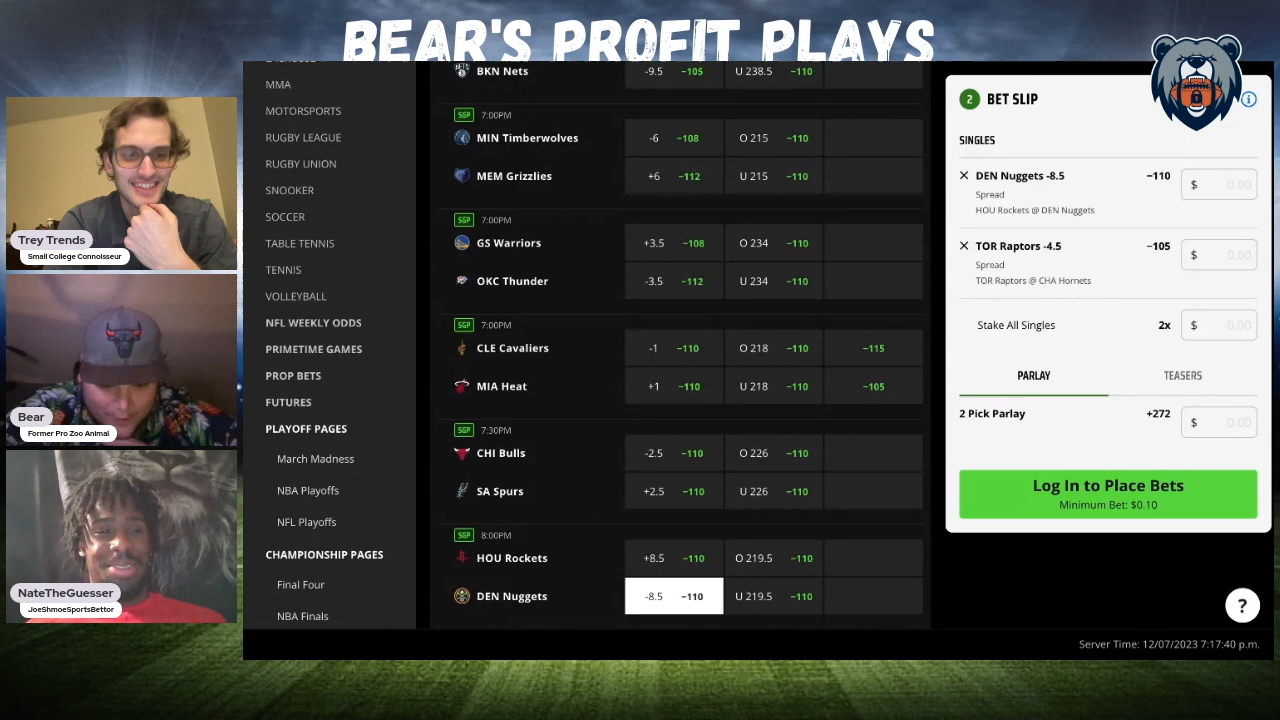 BEAR'S PROFIT PLAYS
Trey Trends
Small College Connoisseur
Bear
Former Pro Zoo Animal
NateTheGuesser
JoeShmoeSportsBettor
MMA
MOTORSPORTS
RUGBY LEAGUE
RUGBY UNION
SNOOKER
SOCCER
TABLE TENNIS
TENNIS
VOLLEYBALL
NFL WEEKLY ODDS
PRIMETIME GAMES
PROP BETS
FUTURES
PLAYOFF PAGES
March Madness
NBA Playoffs
NFL Playoffs
CHAMPIONSHIP PAGES
Final Four
NBA Finals
BKN Nets -9.5 −105 U 238.5 −110
SGP 7:00PM
MIN Timberwolves -6 −108 O 215 −110
MEM Grizzlies +6 −112 U 215 −110
SGP 7:00PM
GS Warriors +3.5 −108 O 234 −110
OKC Thunder -3.5 −112 U 234 −110
SGP 7:00PM
CLE Cavaliers -1 −110 O 218 −110 −115
MIA Heat +1 −110 U 218 −110 −105
SGP 7:30PM
CHI Bulls -2.5 −110 O 226 −110
SA Spurs +2.5 −110 U 226 −110
SGP 8:00PM
HOU Rockets +8.5 −110 O 219.5 −110
DEN Nuggets -8.5 −110 U 219.5 −110
2 BET SLIP i
SINGLES
DEN Nuggets -8.5 −110 $ 0.00
Spread
HOU Rockets @ DEN Nuggets
TOR Raptors -4.5 −105 $ 0.00
Spread
TOR Raptors @ CHA Hornets
Stake All Singles 2x $ 0.00
PARLAY TEASERS
2 Pick Parlay +272 $ 0.00
Log In to Place Bets
Minimum Bet: $0.10
?
Server Time: 12/07/2023 7:17:40 p.m.